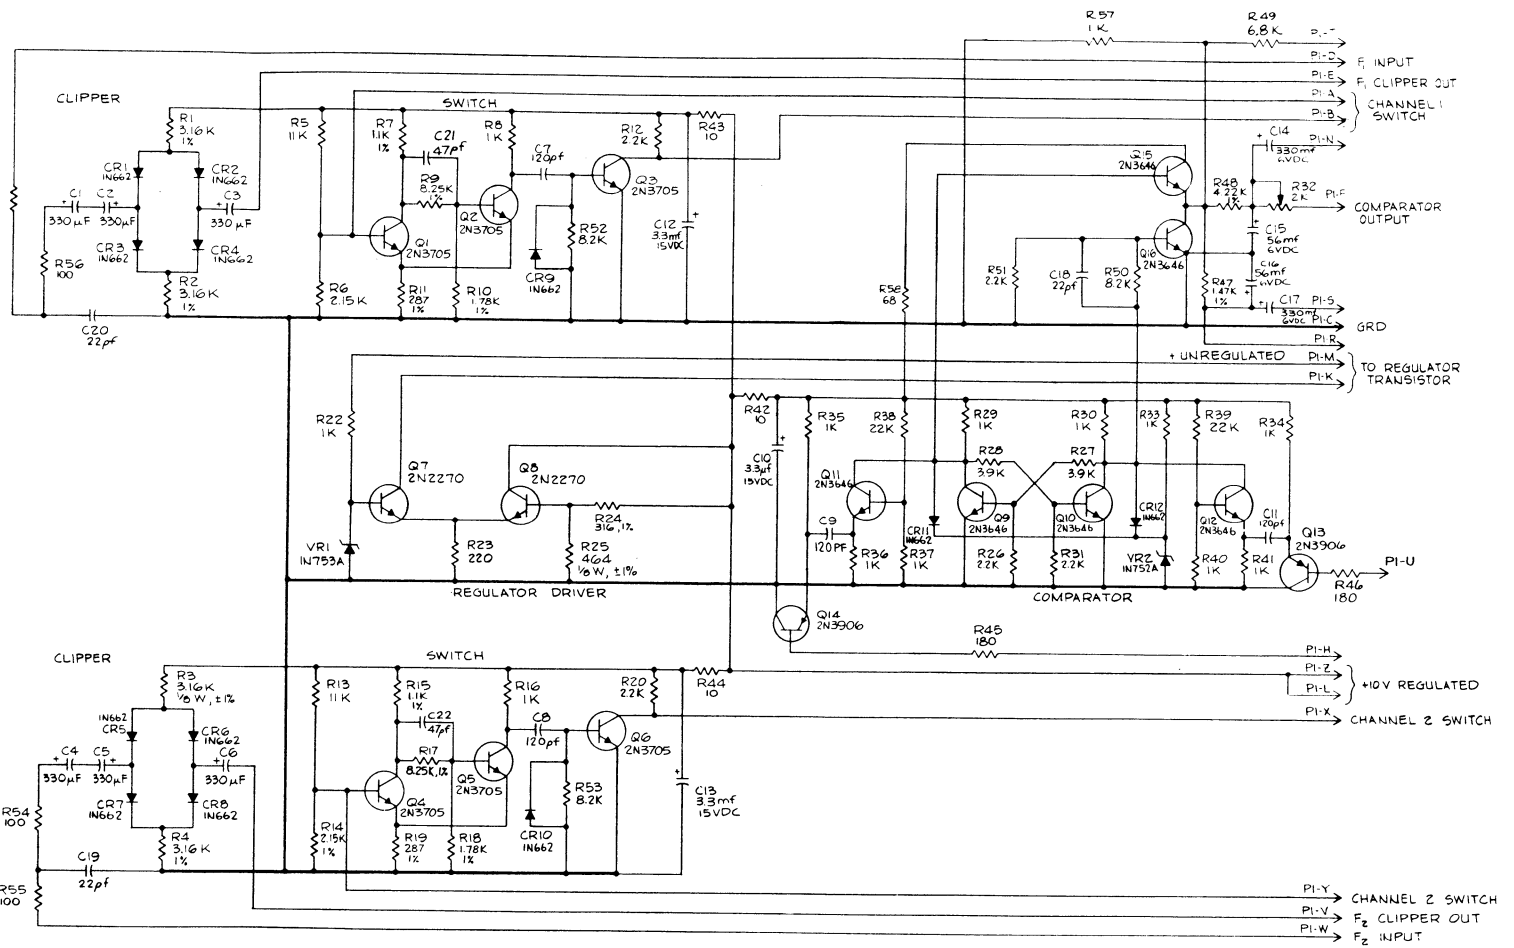 R57
1K
R49
6.8K
P1-D
F1 INPUT
P1-E
F1 CLIPPER OUT
P1-A
CHANNEL 1
SWITCH
P1-B
CLIPPER
SWITCH
R1
3.16K
1%
R5
11K
R7
1.1K
1%
C21
47pf
R8
1K
C7
120pf
R12
2.2K
R43
10
C14
330mf
6VDC
P1-N
CR1
1N662
CR2
1N662
R9
8.25K
1%
Q2
2N3705
Q3
2N3705
Q15
2N3646
R48
4.22K
1%
R32
2K
P1-F
COMPARATOR
OUTPUT
C1
330µF
C2
330µF
C3
330µF
CR3
1N662
CR4
1N662
Q1
2N3705
R52
8.2K
C12
3.3mf
15VDC
C15
56mf
6VDC
Q16
2N3646
R56
100
R2
3.16K
1%
R6
2.15K
R11
287
1%
R10
1.78K
1%
CR9
1N662
R58
68
R51
2.2K
C18
22pf
R50
8.2K
R47
1.47K
1%
C16
56mf
6VDC
C17
330mf
6VDC
P1-S
P1-C
GRD
P1-R
C20
22pf
+ UNREGULATED
P1-M
TO REGULATOR
TRANSISTOR
P1-K
R22
1K
R42
10
R35
1K
R38
22K
R29
1K
R30
1K
R33
1K
R39
22K
R34
1K
Q7
2N2270
Q8
2N2270
C10
3.3µf
15VDC
Q11
2N3646
R28
3.9K
R27
3.9K
R24
316, 1%
C9
120PF
CR11
1N662
Q9
2N3646
Q10
2N3646
CR12
1N662
Q12
2N3646
C11
120pf
Q13
2N3906
VR1
1N753A
R23
220
R25
464
1/8 W, ±1%
R36
1K
R37
1K
R26
2.2K
R31
2.2K
VR2
1N752A
R40
1K
R41
1K
P1-U
R46
180
REGULATOR DRIVER
COMPARATOR
Q14
2N3906
R45
180
P1-H
CLIPPER
SWITCH
R3
3.16K
1/8 W, ±1%
R13
11K
R15
1.1K
1%
C22
47pf
R16
1K
C8
120pf
R20
2.2K
R44
10
P1-Z
P1-L
+10V REGULATED
P1-X
CHANNEL 2 SWITCH
1N662
CR5
CR6
1N662
R17
8.25K, 1%
Q5
2N3705
Q6
2N3705
C4
330µF
C5
330µF
C6
330µF
CR7
1N662
CR8
1N662
Q4
2N3705
R53
8.2K
C13
3.3mf
15VDC
R54
100
R4
3.16K
1%
R14
2.15K
1%
R19
287
1%
R18
1.78K
1%
CR10
1N662
C19
22pf
R55
100
P1-Y
CHANNEL 2 SWITCH
P1-V
F2 CLIPPER OUT
P1-W
F2 INPUT